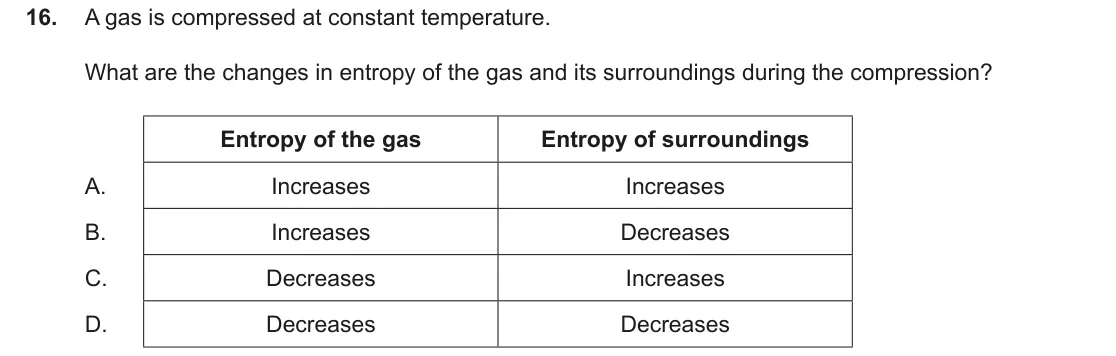 16. A gas is compressed at constant temperature.
What are the changes in entropy of the gas and its surroundings during the compression?
Entropy of the gas Entropy of surroundings
A. Increases Increases
B. Increases Decreases
C. Decreases Increases
D. Decreases Decreases